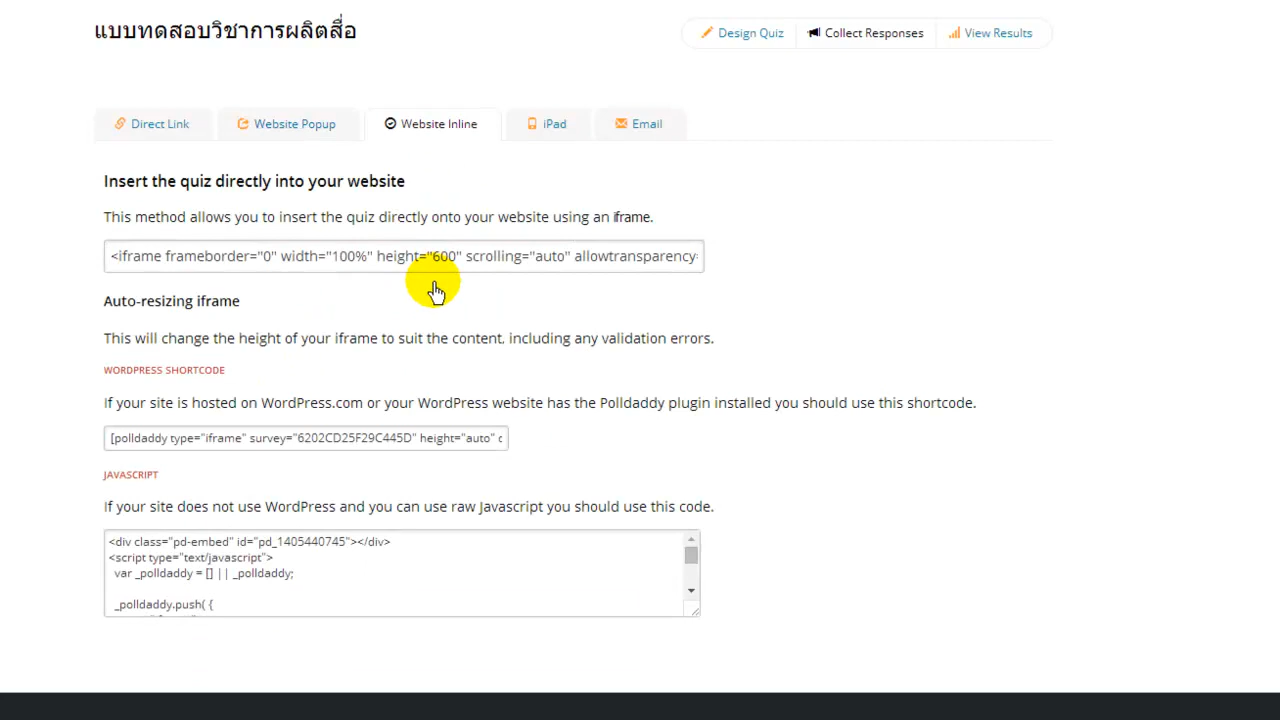 แบบทดสอบวิชาการผลิตสื่อ
Design Quiz Collect Responses View Results
Direct Link Website Popup Website Inline iPad Email
Insert the quiz directly into your website
This method allows you to insert the quiz directly onto your website using an iframe.
<iframe frameborder="0" width="100%" height="600" scrolling="auto" allowtransparency=
Auto-resizing iframe
This will change the height of your iframe to suit the content, including any validation errors.
WORDPRESS SHORTCODE
If your site is hosted on WordPress.com or your WordPress website has the Polldaddy plugin installed you should use this shortcode.
[polldaddy type="iframe" survey="6202CD25F29C445D" height="auto"
JAVASCRIPT
If your site does not use WordPress and you can use raw Javascript you should use this code.
<div class="pd-embed" id="pd_1405440745"></div>
<script type="text/javascript">
var _polldaddy = [] || _polldaddy;
_polldaddy.push( {